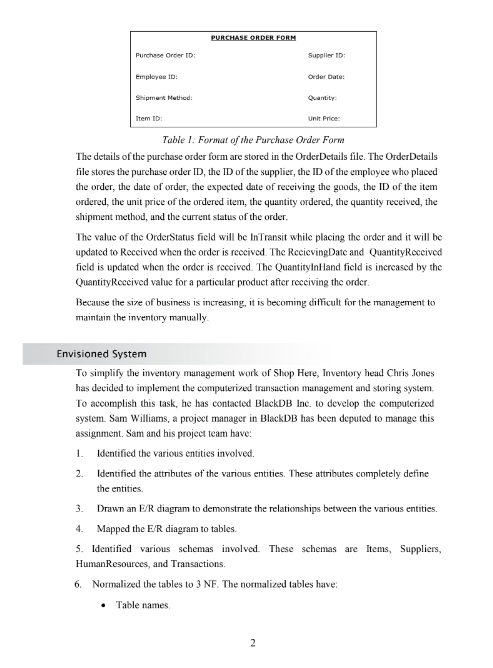 PURCHASE ORDER FORM
Purchase Order ID: Supplier ID:
Employee ID: Order Date:
Shipment Method: Quantity:
Item ID: Unit Price:
Table 1: Format of the Purchase Order Form
The details of the purchase order form are stored in the OrderDetails file. The OrderDetails
file stores the purchase order ID, the ID of the supplier, the ID of the employee who placed
the order, the date of order, the expected date of receiving the goods, the ID of the item
ordered, the unit price of the ordered item, the quantity ordered, the quantity received, the
shipment method, and the current status of the order.
The value of the OrderStatus field will be InTransit while placing the order and it will be
updated to Received when the order is received. The RecievingDate and QuantityReceived
field is updated when the order is received. The QuantityInHand field is increased by the
QuantityReceived value for a particular product after receiving the order.
Because the size of business is increasing, it is becoming difficult for the management to
maintain the inventory manually.
Envisioned System
To simplify the inventory management work of Shop Here, Inventory head Chris Jones
has decided to implement the computerized transaction management and storing system.
To accomplish this task, he has contacted BlackDB Inc. to develop the computerized
system. Sam Williams, a project manager in BlackDB has been deputed to manage this
assignment. Sam and his project team have:
1. Identified the various entities involved.
2. Identified the attributes of the various entities. These attributes completely define
the entities.
3. Drawn an E/R diagram to demonstrate the relationships between the various entities.
4. Mapped the E/R diagram to tables.
5. Identified various schemas involved. These schemas are Items, Suppliers,
HumanResources, and Transactions.
6. Normalized the tables to 3 NF. The normalized tables have:
• Table names.
2